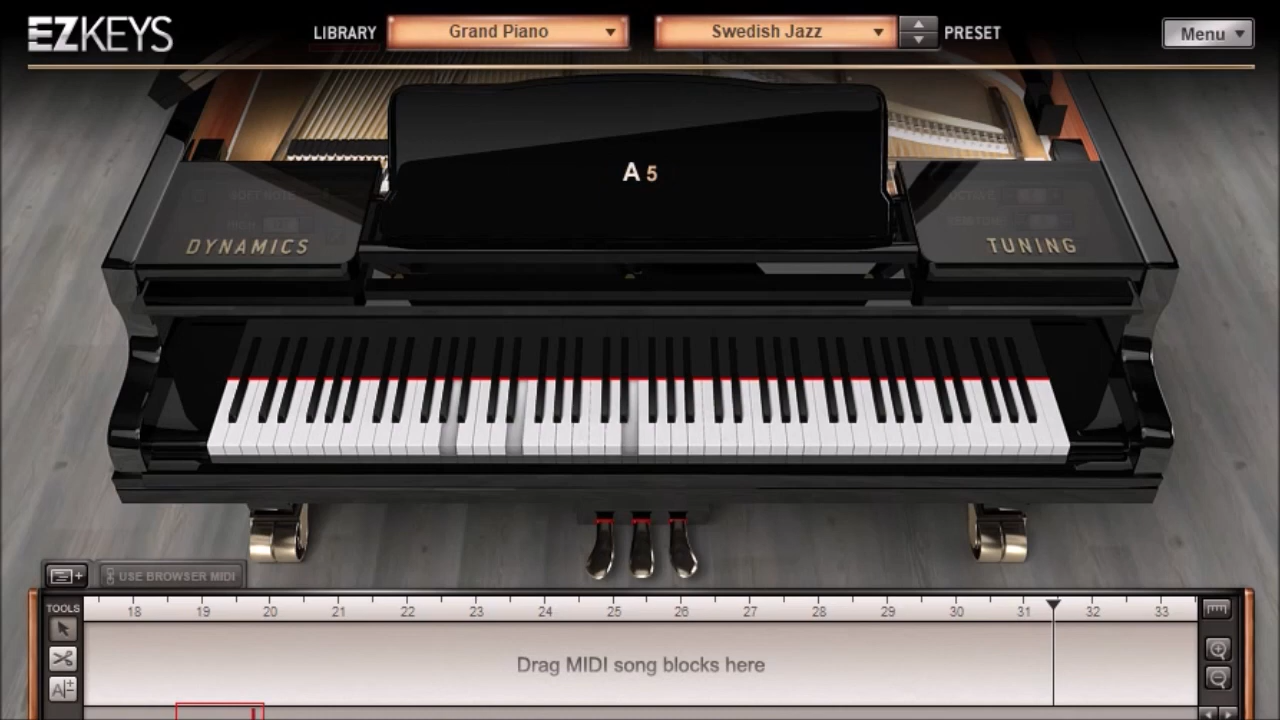 EZKEYS
LIBRARY Grand Piano Swedish Jazz PRESET Menu
A 5
DYNAMICS TUNING
USE BROWSER MIDI
TOOLS
18 19 20 21 22 23 24 25 26 27 28 29 30 31 32 33
Drag MIDI song blocks here
A